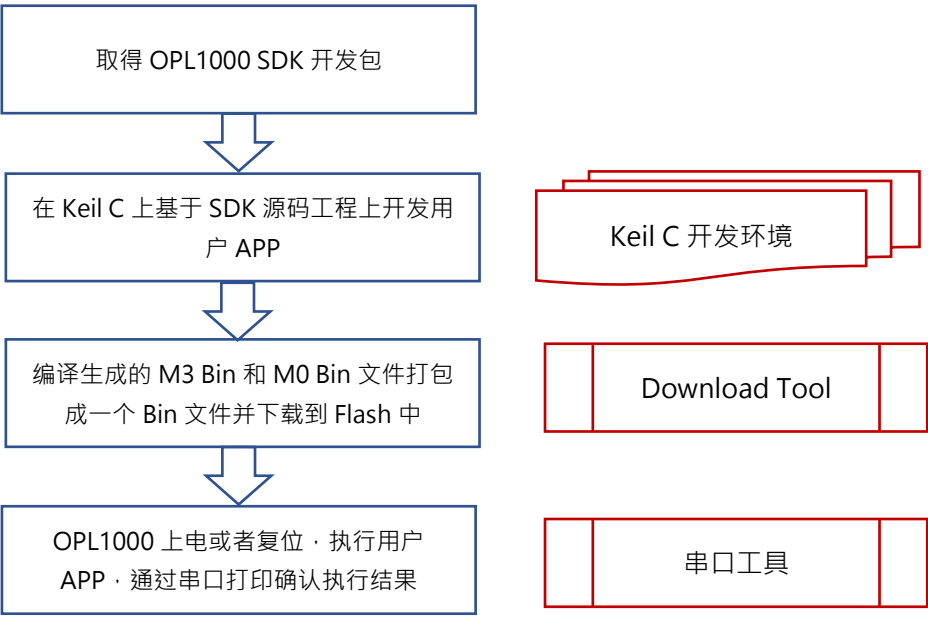 取得 OPL1000 SDK 开发包
在 Keil C 上基于 SDK 源码工程上开发用
户 APP
Keil C 开发环境
编译生成的 M3 Bin 和 M0 Bin 文件打包
成一个 Bin 文件并下载到 Flash 中
Download Tool
OPL1000 上电或者复位，执行用户
APP，通过串口打印确认执行结果
串口工具